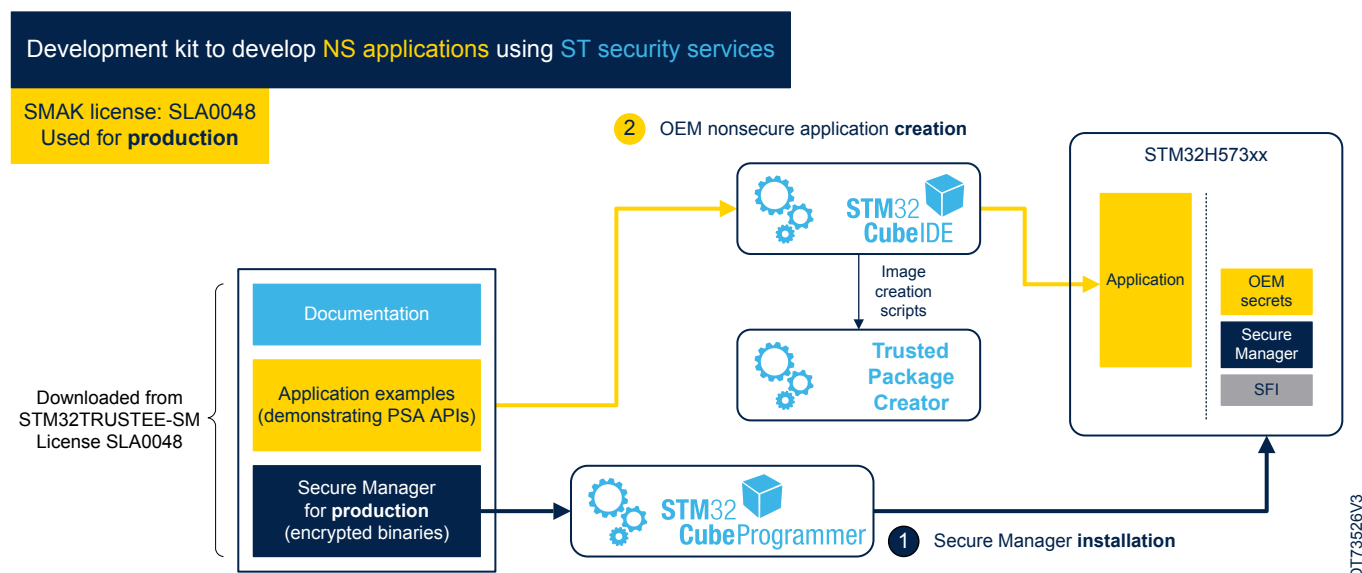 Development kit to develop NS applications using ST security services
SMAK license: SLA0048
Used for production
2 OEM nonsecure application creation
STM32H573xx
STM32
CubeIDE
Application
OEM
secrets
Secure
Manager
SFI
Image
creation
scripts
Trusted
Package
Creator
Documentation
Application examples
(demonstrating PSA APIs)
Downloaded from
STM32TRUSTEE-SM
License SLA0048
Secure Manager
for production
(encrypted binaries)
STM32
CubeProgrammer
1 Secure Manager installation